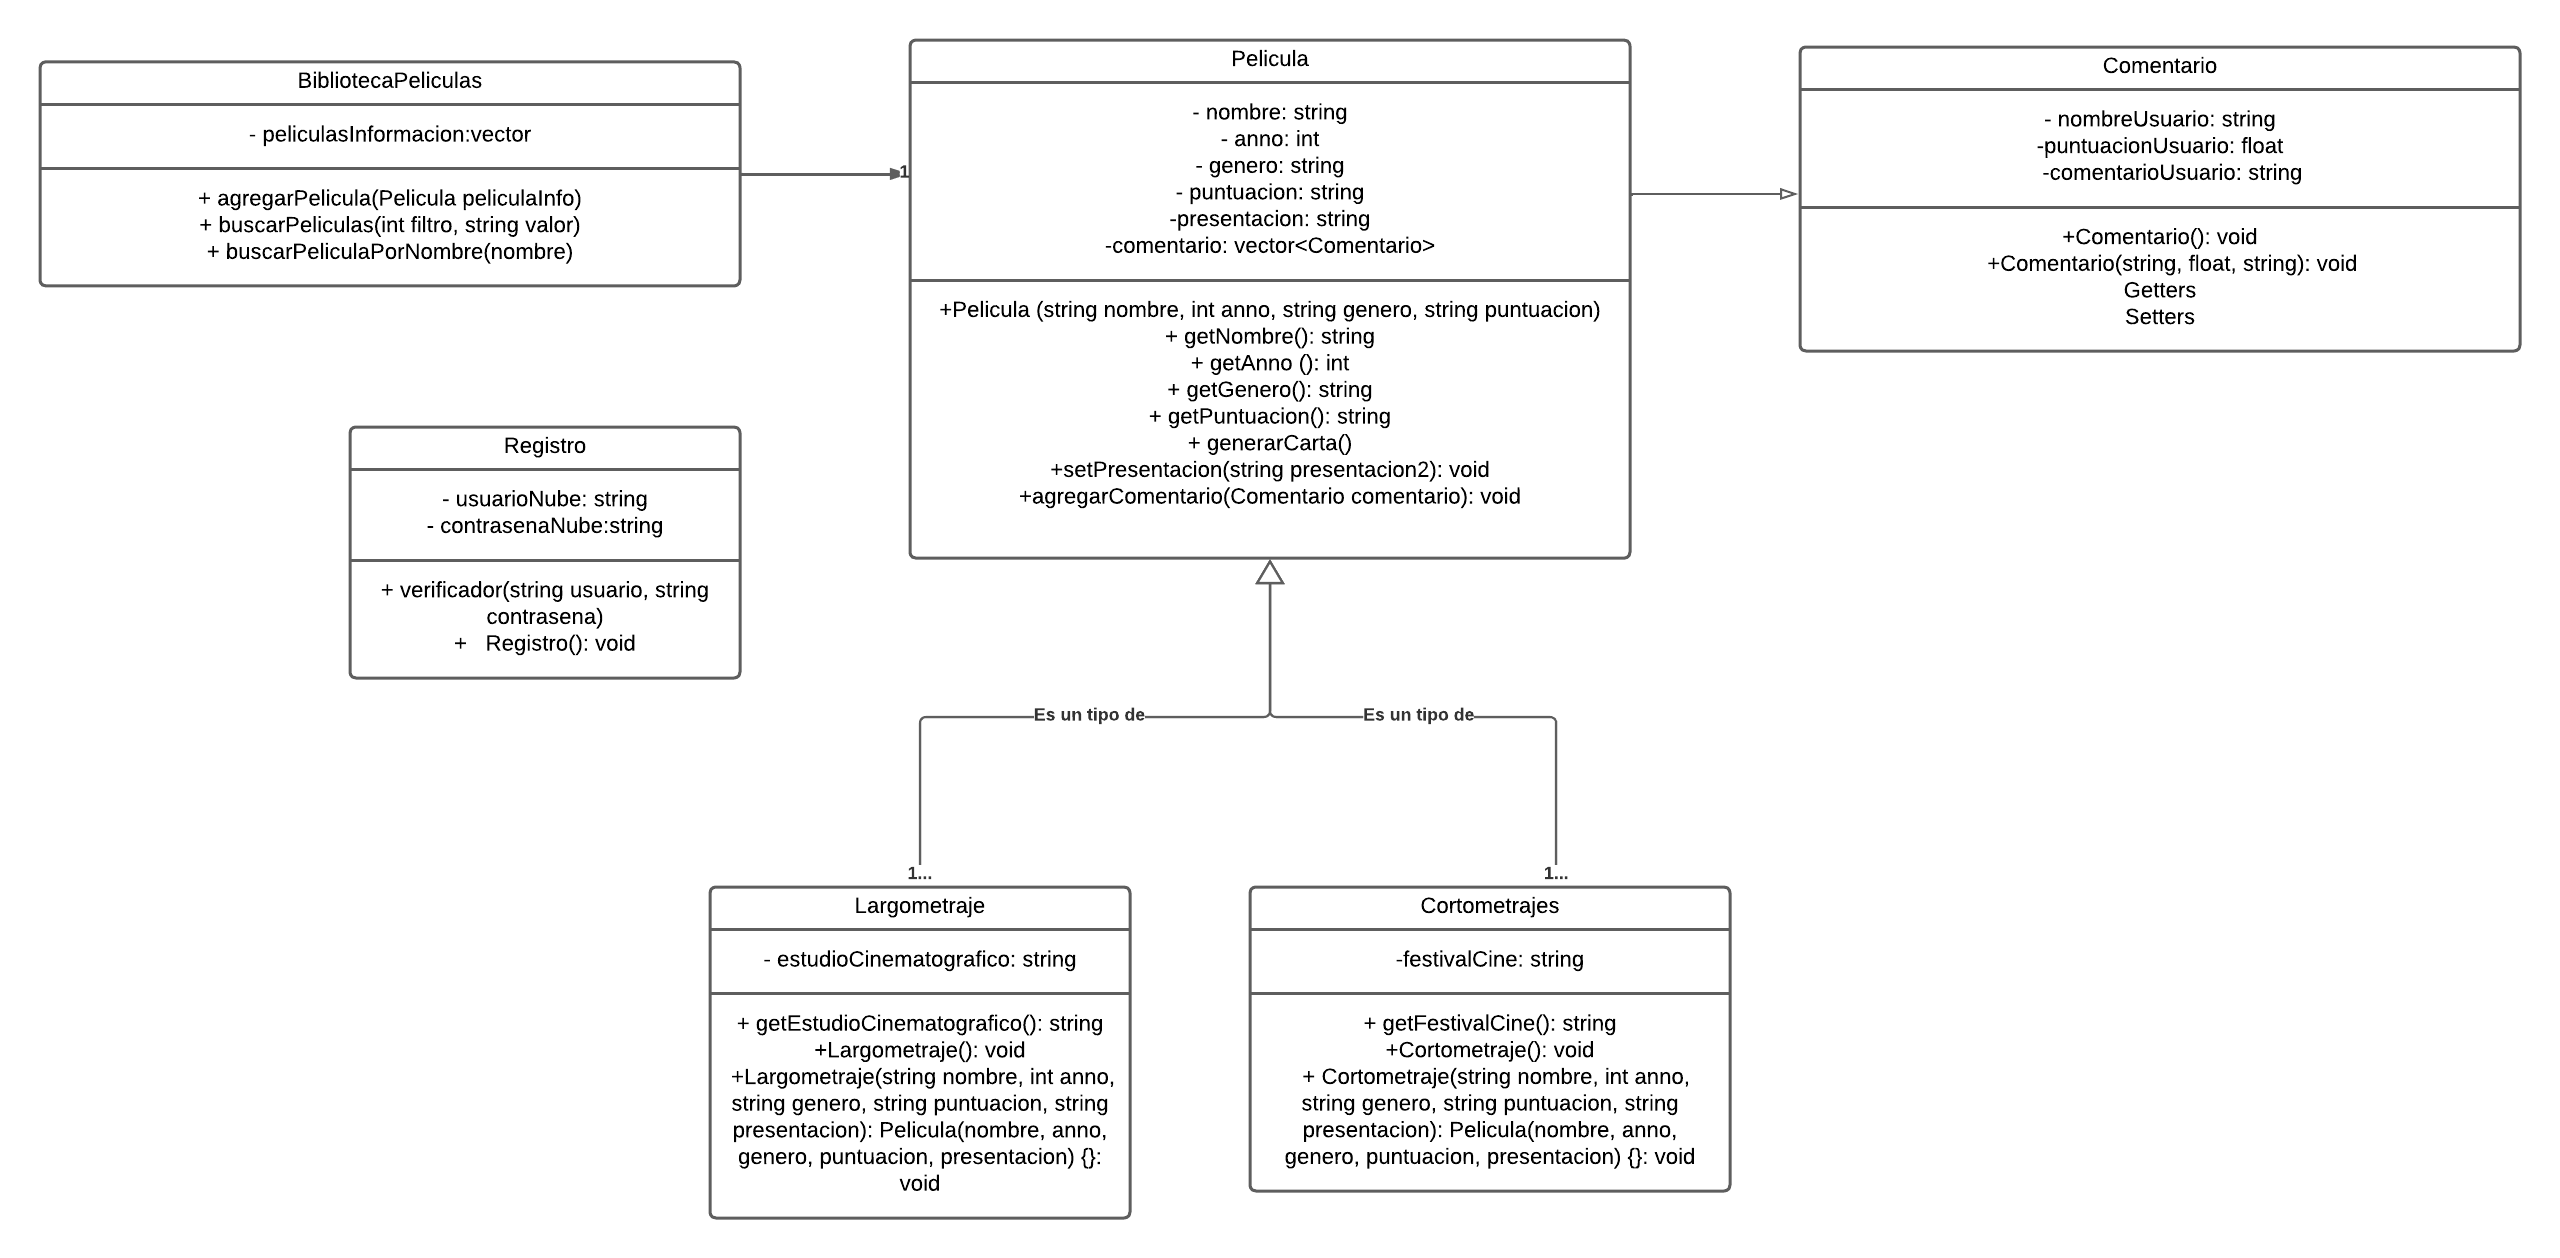 BibliotecaPeliculas
- peliculasInformacion:vector
+ agregarPelicula(Pelicula peliculaInfo)
+ buscarPeliculas(int filtro, string valor)
+ buscarPeliculaPorNombre(nombre)
1
Pelicula
- nombre: string
- anno: int
- genero: string
- puntuacion: string
-presentacion: string
-comentario: vector<Comentario>
+Pelicula (string nombre, int anno, string genero, string puntuacion)
+ getNombre(): string
+ getAnno (): int
+ getGenero(): string
+ getPuntuacion(): string
+ generarCarta()
+setPresentacion(string presentacion2): void
+agregarComentario(Comentario comentario): void
Comentario
- nombreUsuario: string
-puntuacionUsuario: float
-comentarioUsuario: string
+Comentario(): void
+Comentario(string, float, string): void
Getters
Setters
Registro
- usuarioNube: string
- contrasenaNube:string
+ verificador(string usuario, string
contrasena)
+ Registro(): void
Es un tipo de
Es un tipo de
1...
1...
Largometraje
- estudioCinematografico: string
+ getEstudioCinematografico(): string
+Largometraje(): void
+Largometraje(string nombre, int anno,
string genero, string puntuacion, string
presentacion): Pelicula(nombre, anno,
genero, puntuacion, presentacion) {}:
void
Cortometrajes
-festivalCine: string
+ getFestivalCine(): string
+Cortometraje(): void
+ Cortometraje(string nombre, int anno,
string genero, string puntuacion, string
presentacion): Pelicula(nombre, anno,
genero, puntuacion, presentacion) {}: void